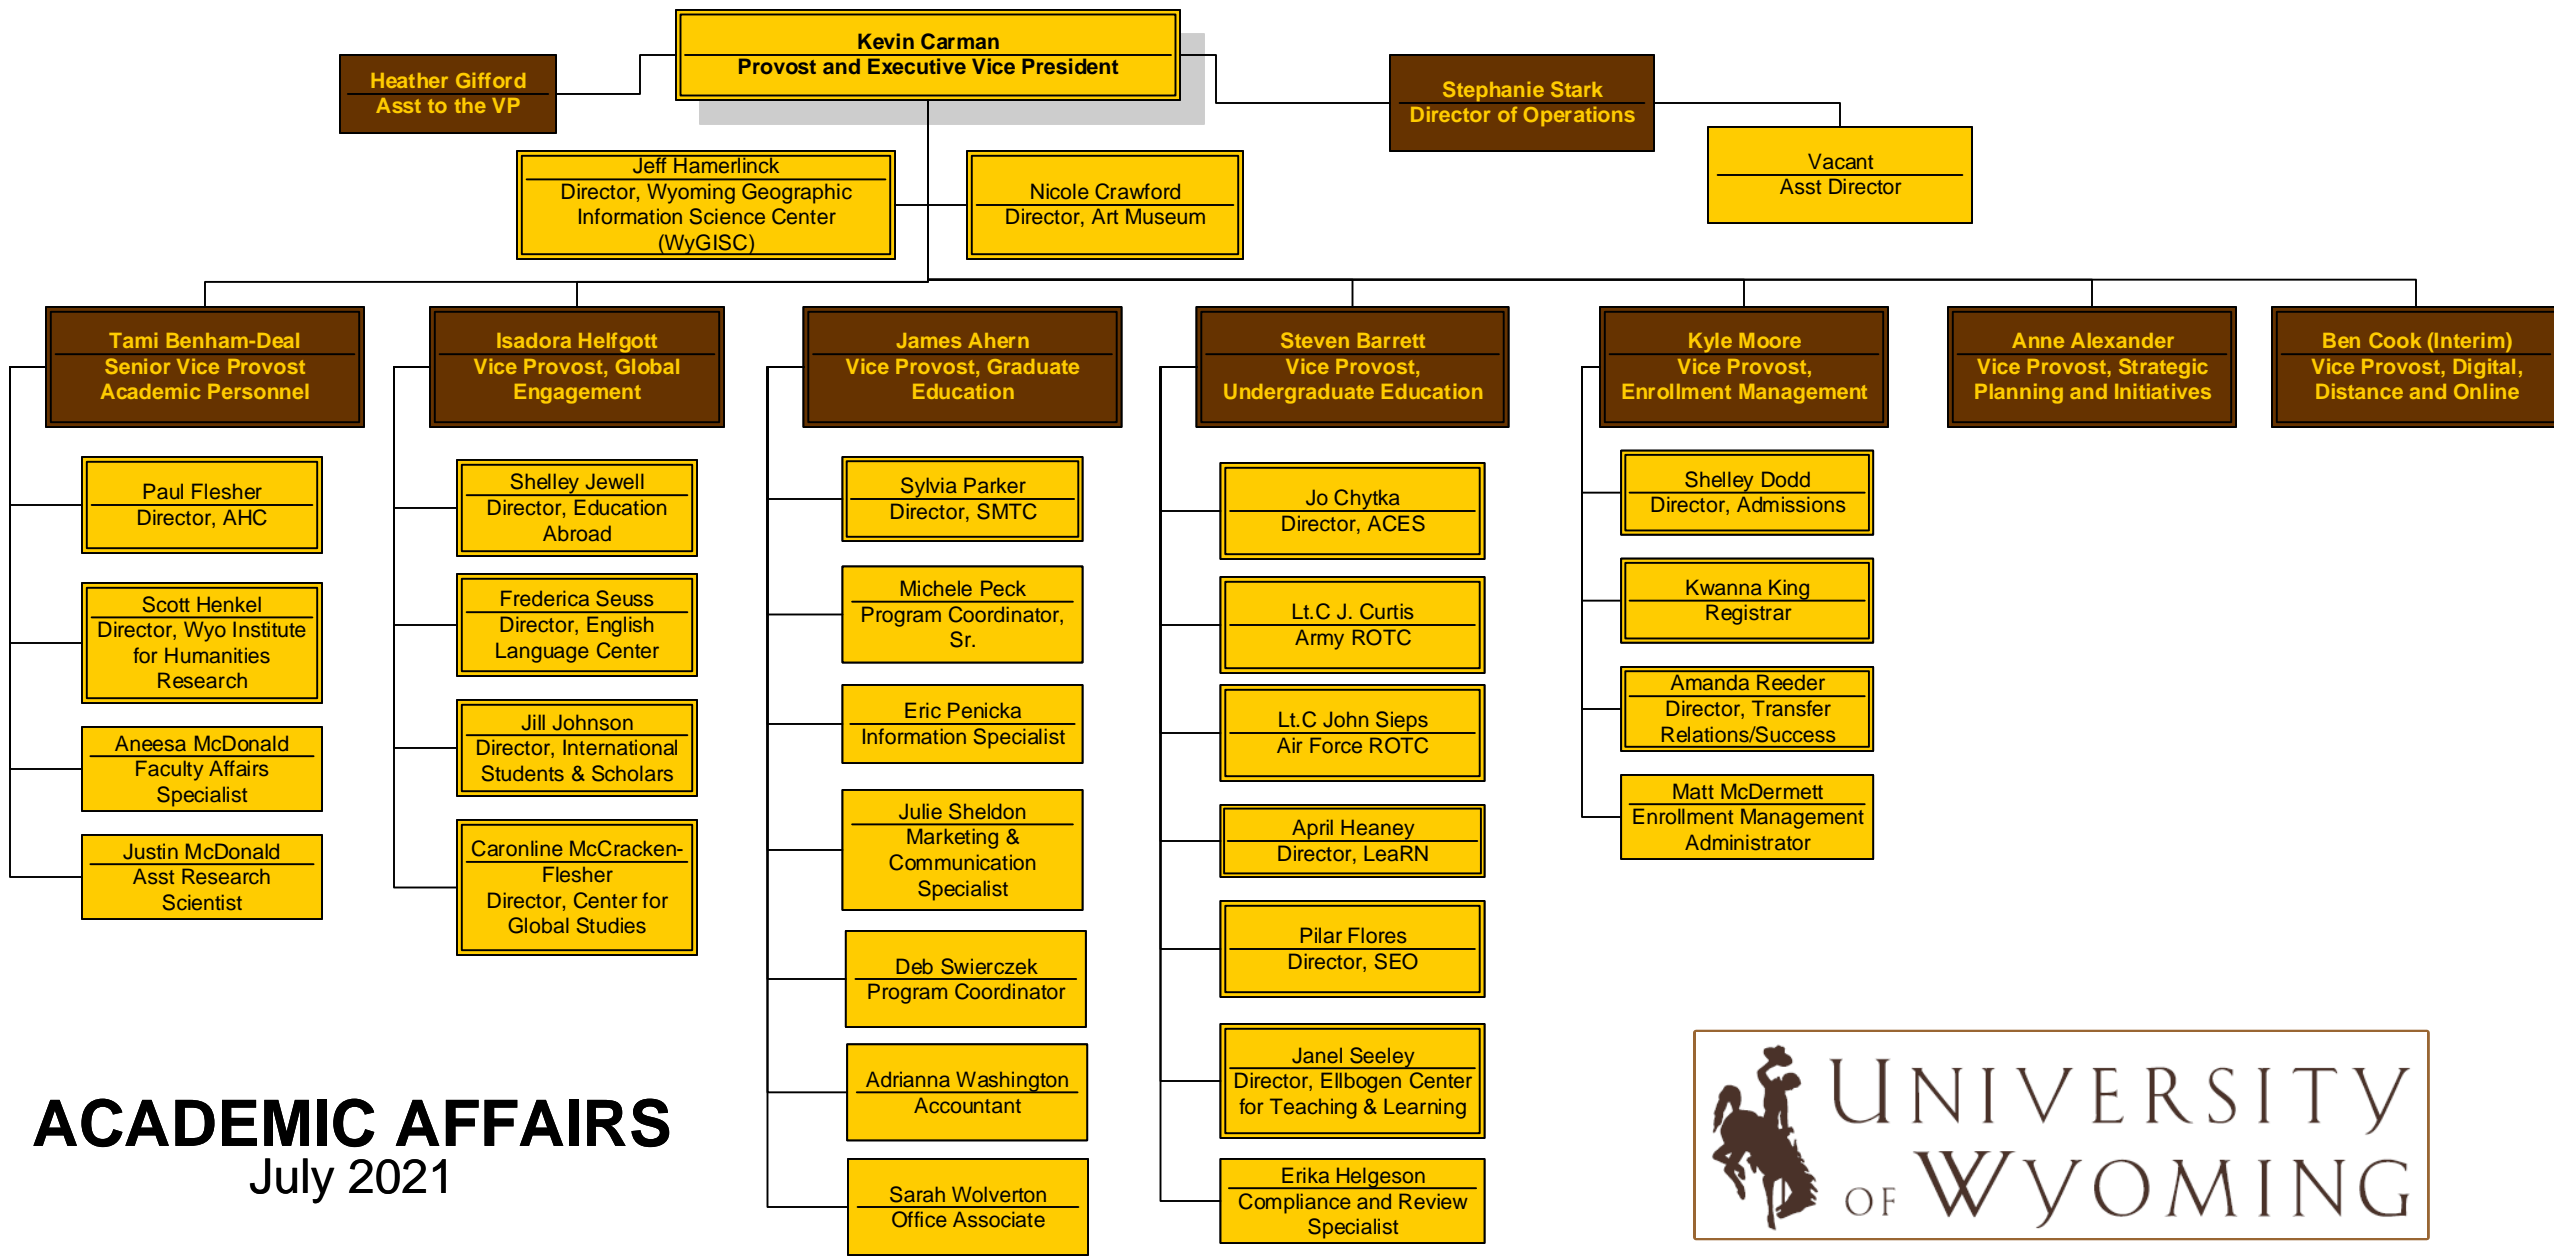 Kevin Carman
Provost and Executive Vice President
Heather Gifford
Asst to the VP
Stephanie Stark
Director of Operations
Vacant
Asst Director
Jeff Hamerlinck
Director, Wyoming Geographic
Information Science Center
(WyGISC)
Nicole Crawford
Director, Art Museum
Tami Benham-Deal
Senior Vice Provost
Academic Personnel
Paul Flesher
Director, AHC
Scott Henkel
Director, Wyo Institute
for Humanities
Research
Aneesa McDonald
Faculty Affairs
Specialist
Justin McDonald
Asst Research
Scientist
Isadora Helfgott
Vice Provost, Global
Engagement
Shelley Jewell
Director, Education
Abroad
Frederica Seuss
Director, English
Language Center
Jill Johnson
Director, International
Students & Scholars
Caronline McCracken-
Flesher
Director, Center for
Global Studies
James Ahern
Vice Provost, Graduate
Education
Sylvia Parker
Director, SMTC
Michele Peck
Program Coordinator,
Sr.
Eric Penicka
Information Specialist
Julie Sheldon
Marketing &
Communication
Specialist
Deb Swierczek
Program Coordinator
Adrianna Washington
Accountant
Sarah Wolverton
Office Associate
Steven Barrett
Vice Provost,
Undergraduate Education
Jo Chytka
Director, ACES
Lt.C J. Curtis
Army ROTC
Lt.C John Sieps
Air Force ROTC
April Heaney
Director, LeaRN
Pilar Flores
Director, SEO
Janel Seeley
Director, Ellbogen Center
for Teaching & Learning
Erika Helgeson
Compliance and Review
Specialist
Kyle Moore
Vice Provost,
Enrollment Management
Shelley Dodd
Director, Admissions
Kwanna King
Registrar
Amanda Reeder
Director, Transfer
Relations/Success
Matt McDermett
Enrollment Management
Administrator
Anne Alexander
Vice Provost, Strategic
Planning and Initiatives
Ben Cook (Interim)
Vice Provost, Digital,
Distance and Online
ACADEMIC AFFAIRS
July 2021
UNIVERSITY
OF WYOMING